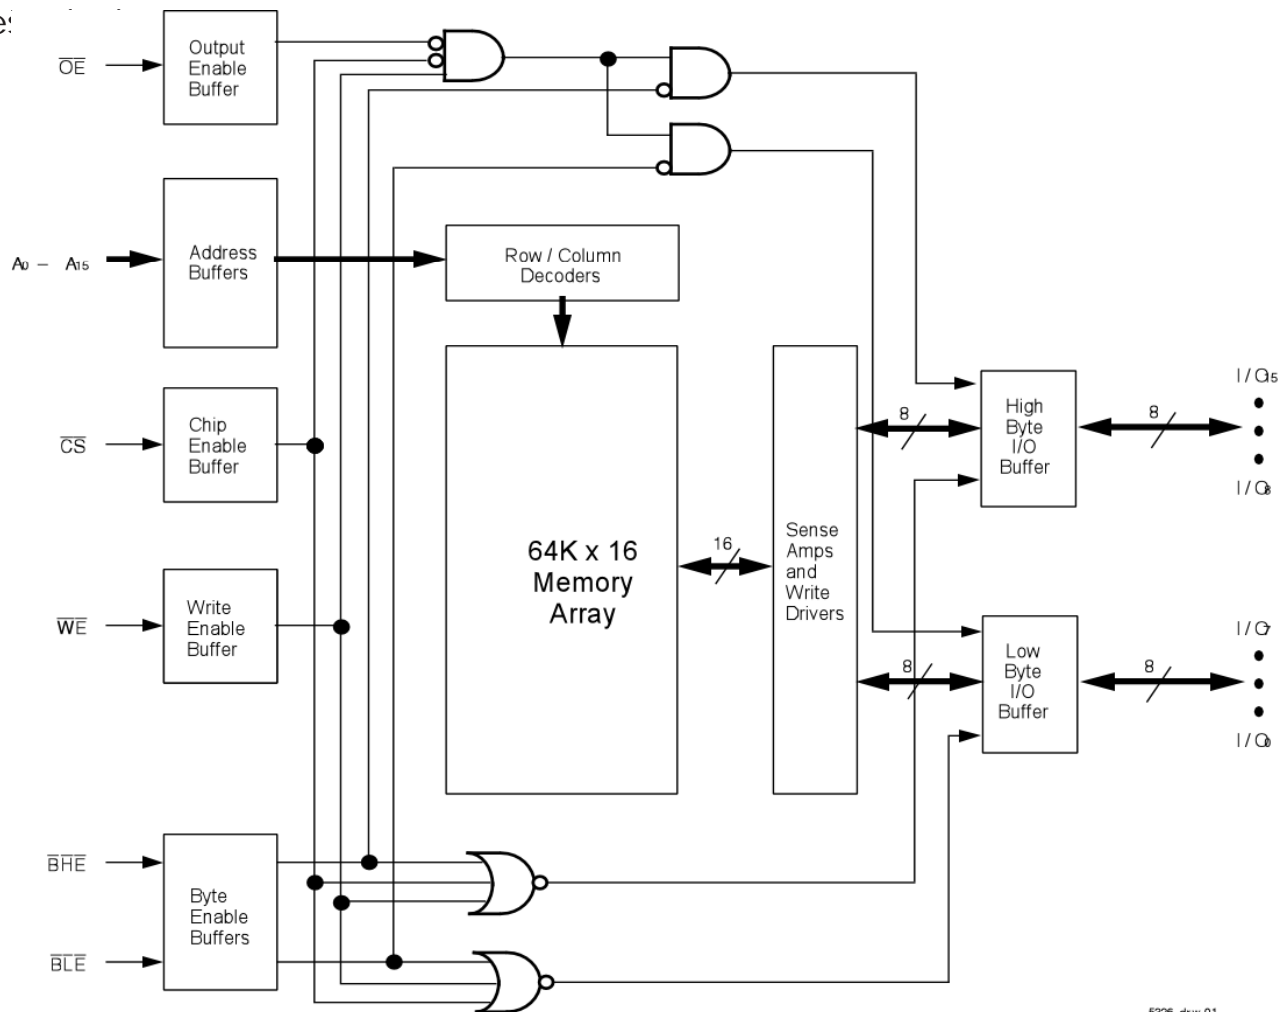 OE
Output
Enable
Buffer
A0 – A15
Address
Buffers
Row / Column
Decoders
CS
Chip
Enable
Buffer
WE
Write
Enable
Buffer
64K x 16
Memory
Array
16
Sense
Amps
and
Write
Drivers
8
High
Byte
I/O
Buffer
8
I/O15
I/O8
8
Low
Byte
I/O
Buffer
8
I/O7
I/O0
BHE
Byte
Enable
Buffers
BLE